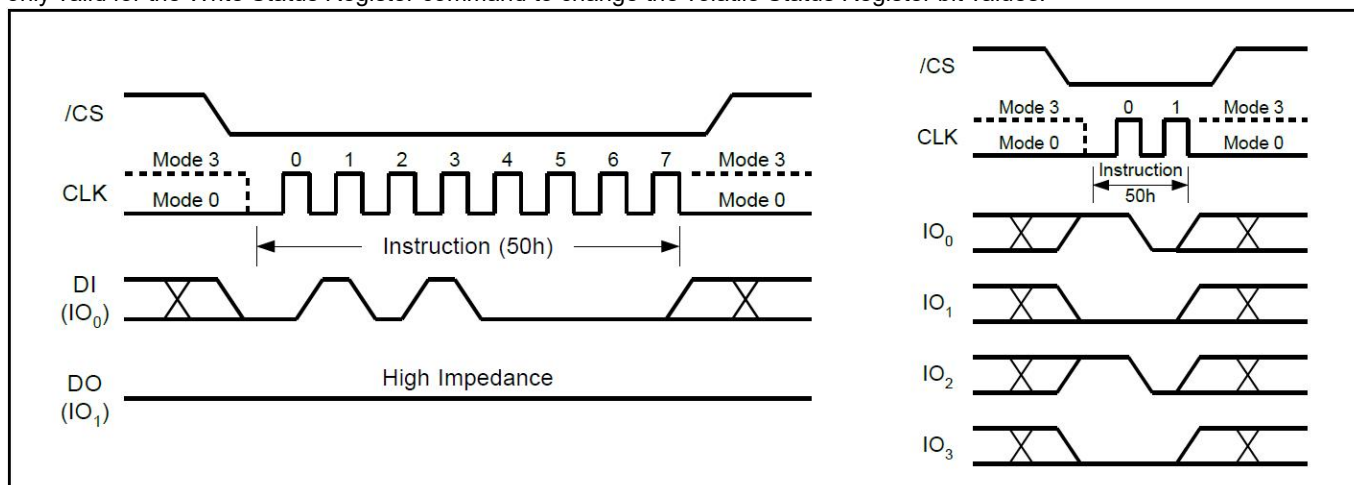 only valid for the Write Status Register command to change the volatile Status Register bit values.
/CS
Mode 3 0 1 2 3 4 5 6 7 Mode 3
CLK
Mode 0 Mode 0
Instruction (50h)
DI
(IO0)
High Impedance
DO
(IO1)
/CS
Mode 3 0 1 Mode 3
CLK
Mode 0 Mode 0
Instruction
50h
IO0
IO1
IO2
IO3